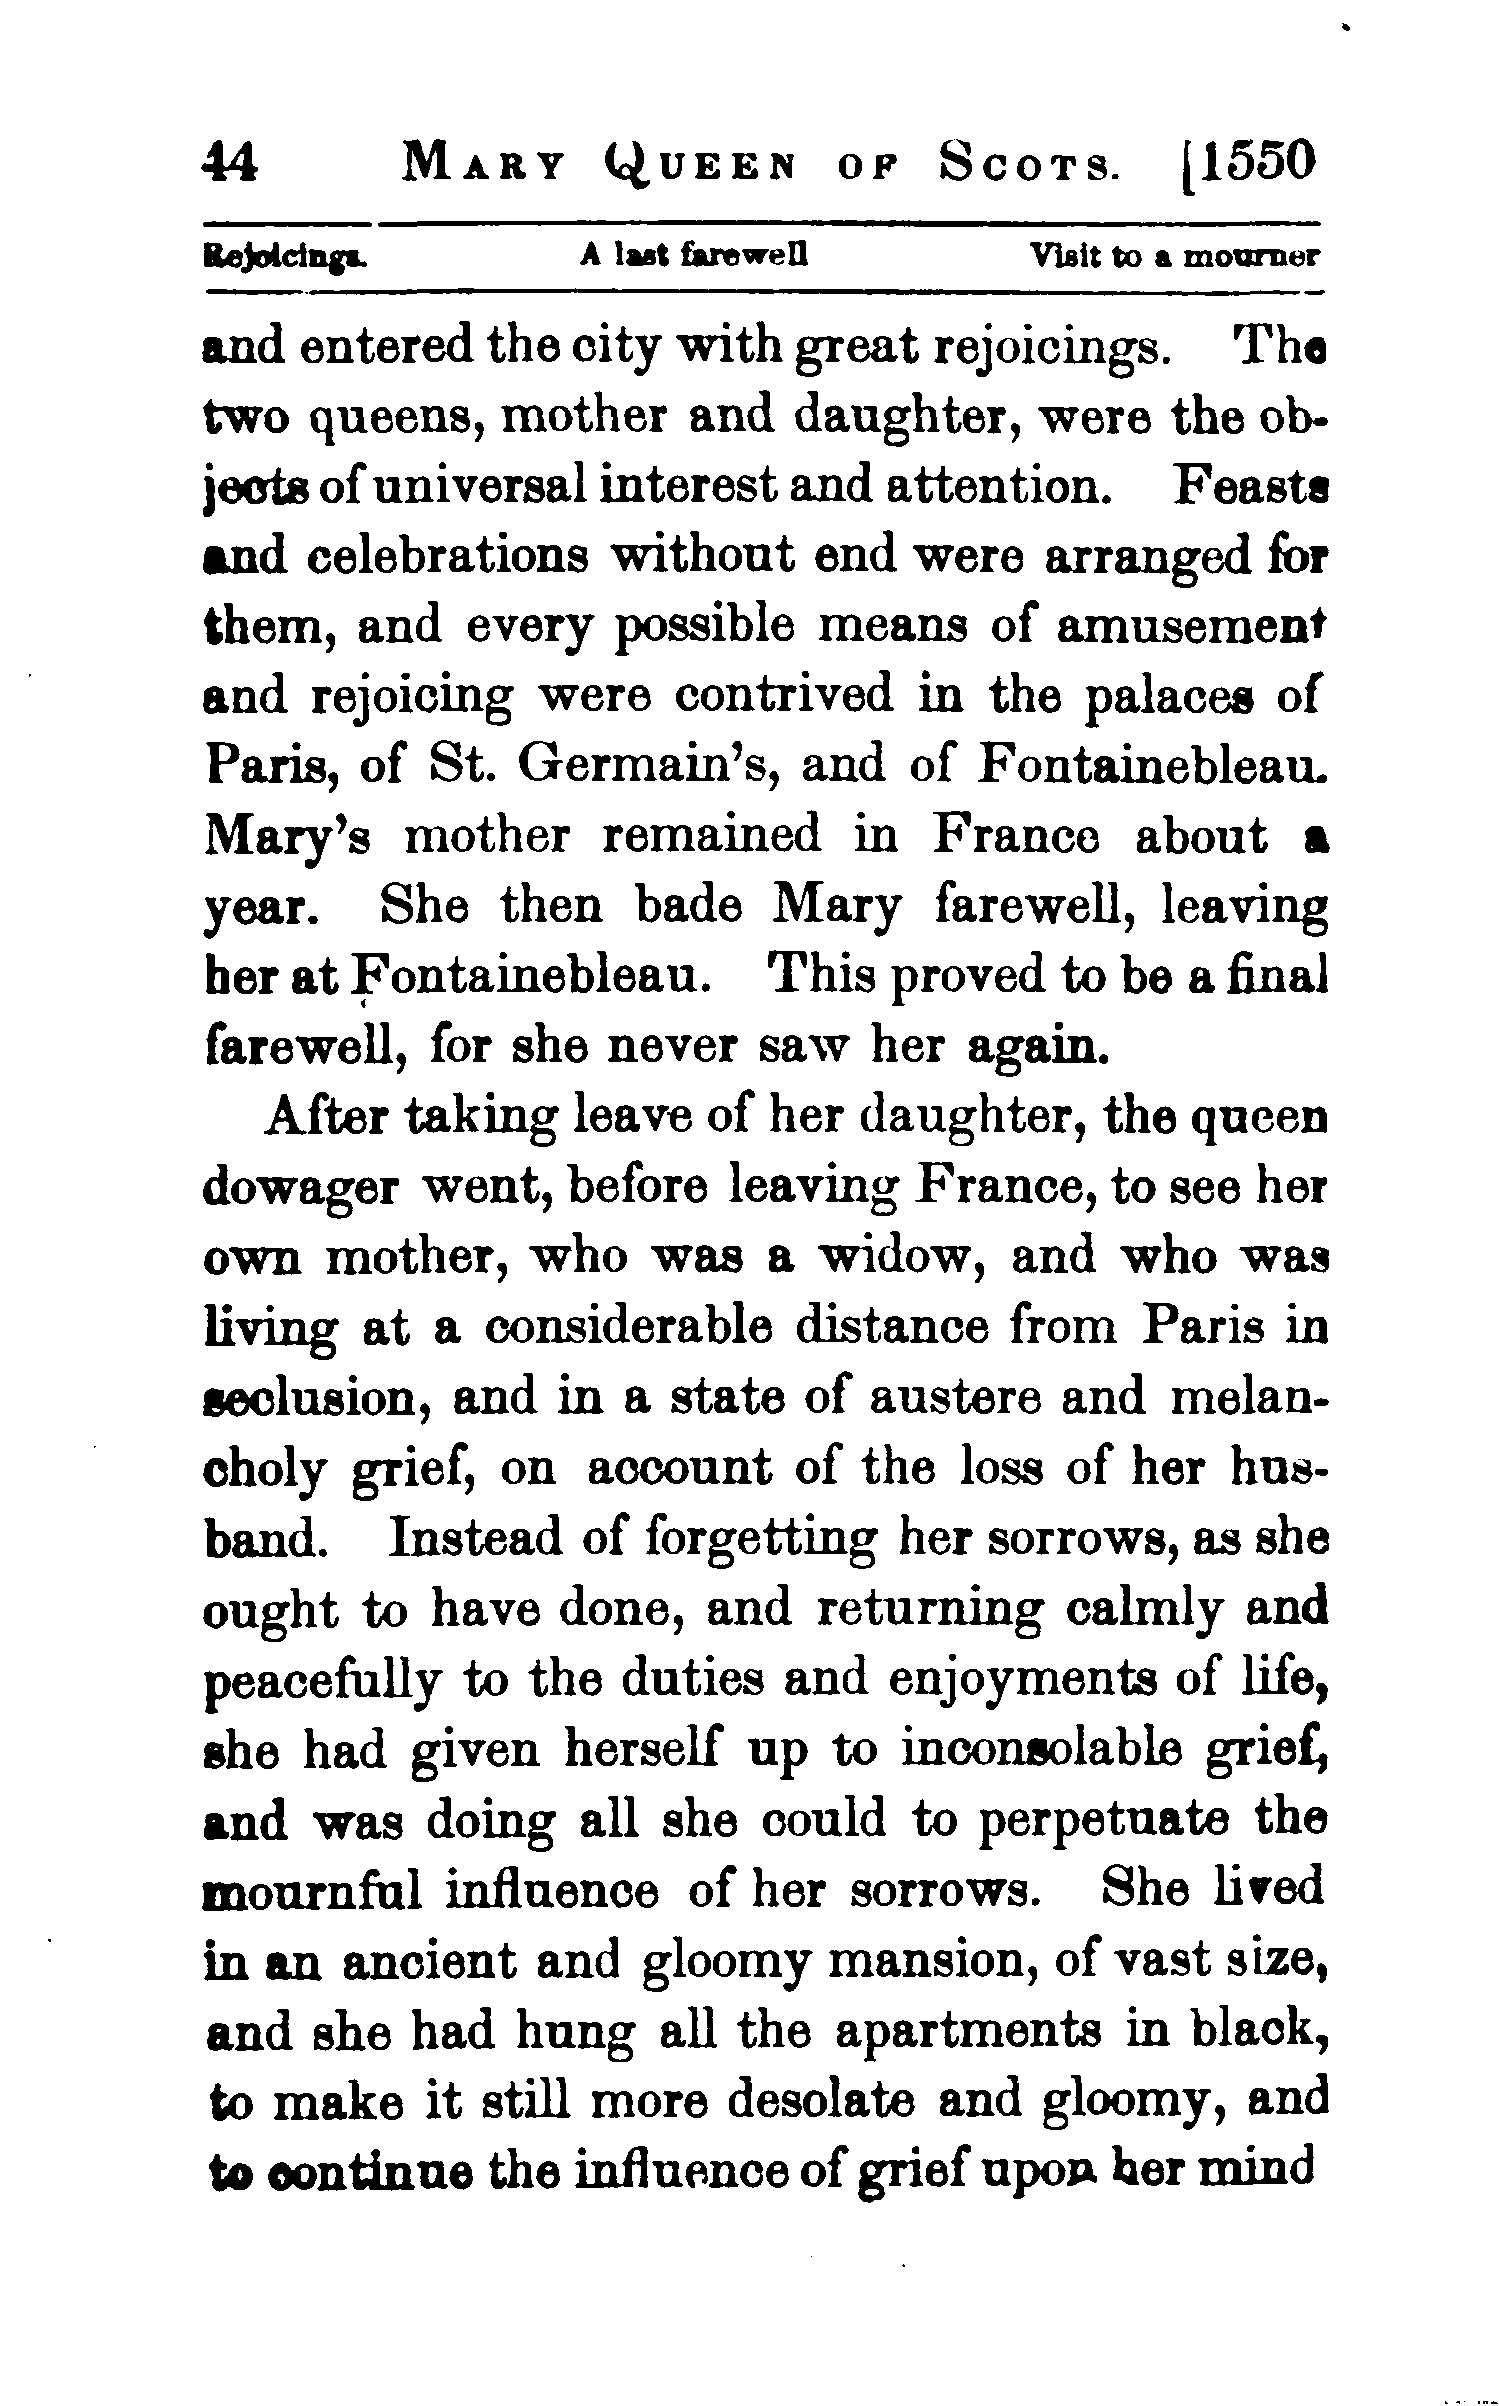 44 MARY QUEEN OF SCOTS. [1550
Rejoicings. A last farewell Visit to a mourner
and entered the city with great rejoicings. The
two queens, mother and daughter, were the ob-
jects of universal interest and attention. Feasts
and celebrations without end were arranged for
them, and every possible means of amusement
and rejoicing were contrived in the palaces of
Paris, of St. Germain's, and of Fontainebleau.
Mary's mother remained in France about a
year. She then bade Mary farewell, leaving
her at Fontainebleau. This proved to be a final
farewell, for she never saw her again.
After taking leave of her daughter, the queen
dowager went, before leaving France, to see her
own mother, who was a widow, and who was
living at a considerable distance from Paris in
seclusion, and in a state of austere and melan-
choly grief, on account of the loss of her hus-
band. Instead of forgetting her sorrows, as she
ought to have done, and returning calmly and
peacefully to the duties and enjoyments of life,
she had given herself up to inconsolable grief,
and was doing all she could to perpetuate the
mournful influence of her sorrows. She lived
in an ancient and gloomy mansion, of vast size,
and she had hung all the apartments in black,
to make it still more desolate and gloomy, and
to continue the influence of grief upon her mind